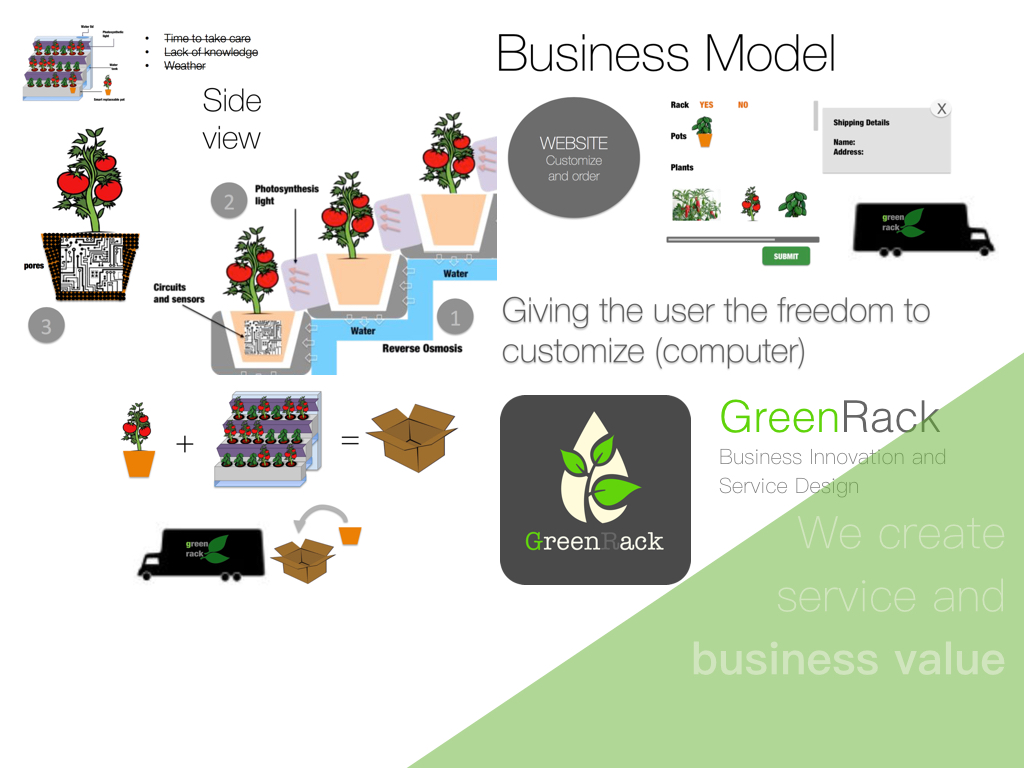 Water lid
Photosynthetic
light
Water
tank
Smart replaceable pot
• Time to take care
• Lack of knowledge
• Weather
Side
view
2
Photosynthesis
light
pores
Circuits
and sensors
3
Water
1
Water
Reverse Osmosis
+
=
green
rack
Business Model
WEBSITE
Customize
and order
Rack YES NO
Pots
Plants
SUBMIT
X
Shipping Details
Name:
Address:
green
rack
Giving the user the freedom to
customize (computer)
GreenRack
GreenRack
Business Innovation and
Service Design
We create
service and
business value